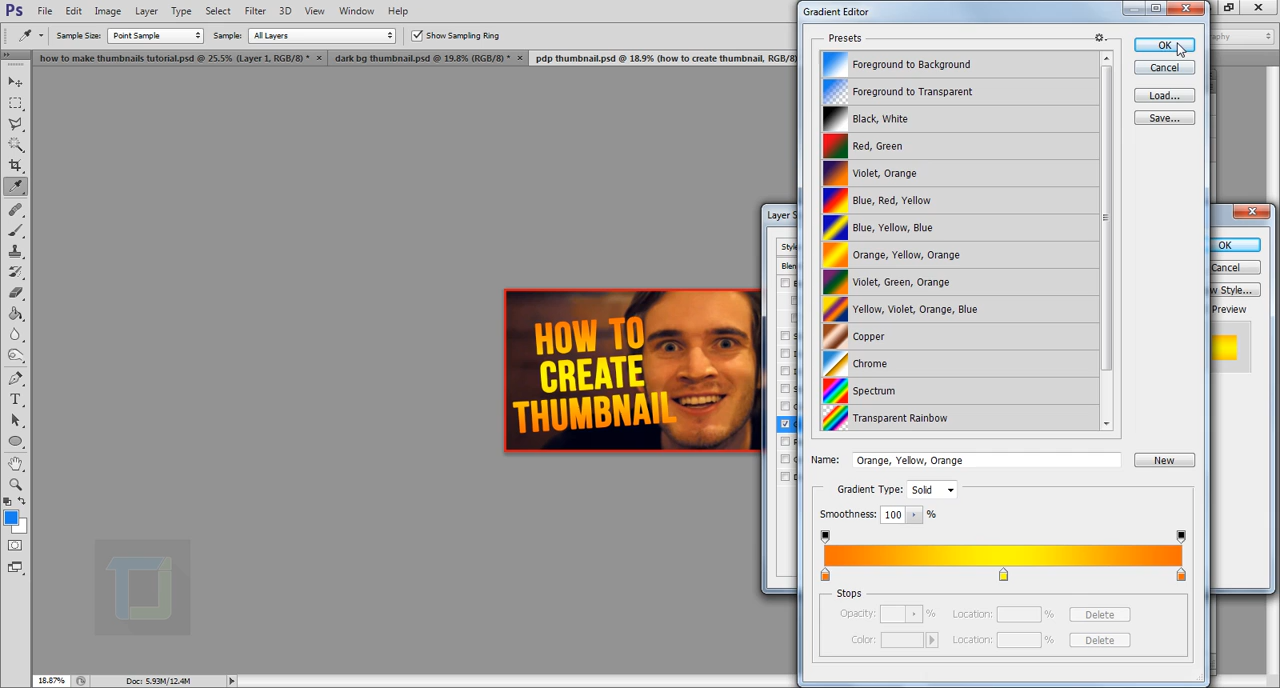 Ps File Edit Image Layer Type Select Filter 3D View Window Help
Gradient Editor
Sample Size: Point Sample Sample: All Layers Show Sampling Ring
how to make thumbnails tutorial.psd @ 25.5% (Layer 1, RGB/8) * × dark bg thumbnail.psd @ 19.8% (RGB/8) * × pdp thumbnail.psd @ 18.9% (how to create thumbnail, RGB/8)
Presets
OK
Cancel
Load...
Save...
Foreground to Background
Foreground to Transparent
Black, White
Red, Green
Violet, Orange
Blue, Red, Yellow
Blue, Yellow, Blue
Orange, Yellow, Orange
Violet, Green, Orange
Yellow, Violet, Orange, Blue
Copper
Chrome
Spectrum
Transparent Rainbow
Layer S
Style
Blen
OK
Cancel
w Style...
Preview
HOW TO
CREATE
THUMBNAIL
Name: Orange, Yellow, Orange New
Gradient Type: Solid
Smoothness: 100 %
Stops
Opacity: % Location: % Delete
Color: Location: % Delete
18.87% Doc: 5.93M/12.4M